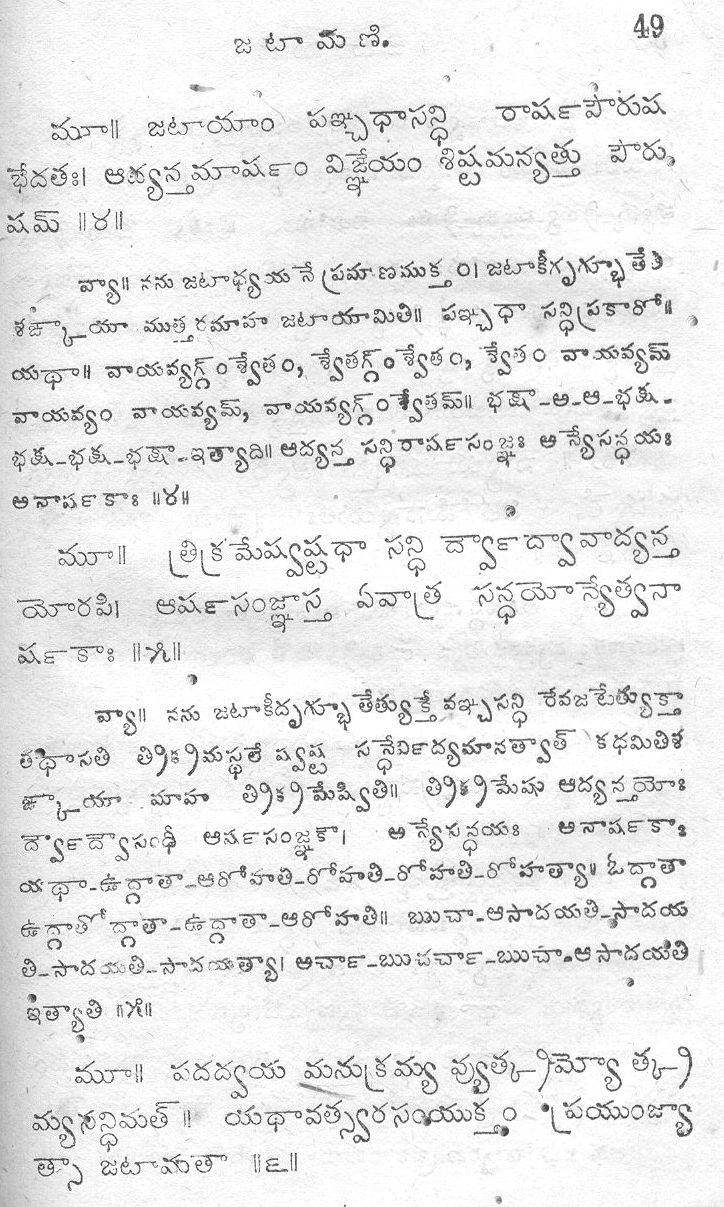 49
జటామణి.
మూ॥ జటాయాం పఞ్చధాసన్ధి రార్షపౌరుష
భేదతః। ఆద్యన్తమార్షం విజ్ఞేయం శిష్టమన్యత్తు పౌరు
షమ్ ॥౪॥
వ్యా॥ నను జటాధ్యయనే ప్రమాణముక్తం। జటాకీగృగ్భూతేతి
శఙ్కాయా ముత్తరమాహ జటాయామితి॥ పఞ్చధా సన్ధిప్రకారో॥
యథా॥ వాయవ్యగ్గ్ంశ్వేతం, శ్వేతగ్గ్ంశ్వేతం, శ్వేతం వాయవ్యమ్
వాయవ్యం వాయవ్యమ్, వాయవ్యగ్గ్ంశ్వేతమ్॥ భక్షా-అ-ఆ-భక్ష-
భక్ష-భక్ష-భక్షా-ఇత్యాది॥ ఆద్యన్త సన్ధిరార్షసంజ్ఞః అన్యేసన్ధయః
అనార్షకాః ॥౪॥
మూ॥ త్రిక్రమేష్వష్టధా సన్ధి ర్ద్వౌద్వావాద్యన్త
యోరపి। ఆర్షసంజ్ఞాస్త ఏవాత్ర సన్ధయోన్యేత్వనా
ర్షకాః ॥౫॥
వ్యా॥ నను జటాకీదృగ్భూతేత్యుక్తే వఞ్చసన్ధి రేవజటేత్యుక్తా
తథాసతి త్రిక్రమస్థలే ష్వష్ట సన్ధేర్విద్యమానత్వాత్ కథమితిశ
ఙ్కాయా మాహ త్రిక్రమేష్వితి॥ త్రిక్రమేషు ఆద్యన్తయోః
ద్వౌద్వౌసంధీ ఆర్షసంజ్ఞకా। అన్యేసన్ధయః అనార్షకాః
యథా-ఉద్గాతా-ఆరోహతి-రోహతి-రోహతి-రోహత్యా॥ ఓద్గాతా
ఉద్గాతోద్గాతా-ఉద్గాతా-ఆరోహతి॥ ఋచా-ఆసాదయతి-సాదయ
తి-సాదయతి-సాదయత్యా। అర్చా-ఋచర్చా-ఋచా-ఆసాదయతి
ఇత్యాతి ॥౫॥
మూ॥ పదద్వయ మనుక్రమ్య వ్యుత్క్రమ్యో త్క్ర
మ్యసన్ధిమత్॥ యథావత్స్వరసంయుక్తం ప్రయుంజ్యా
త్సా జటామతా ॥౬॥